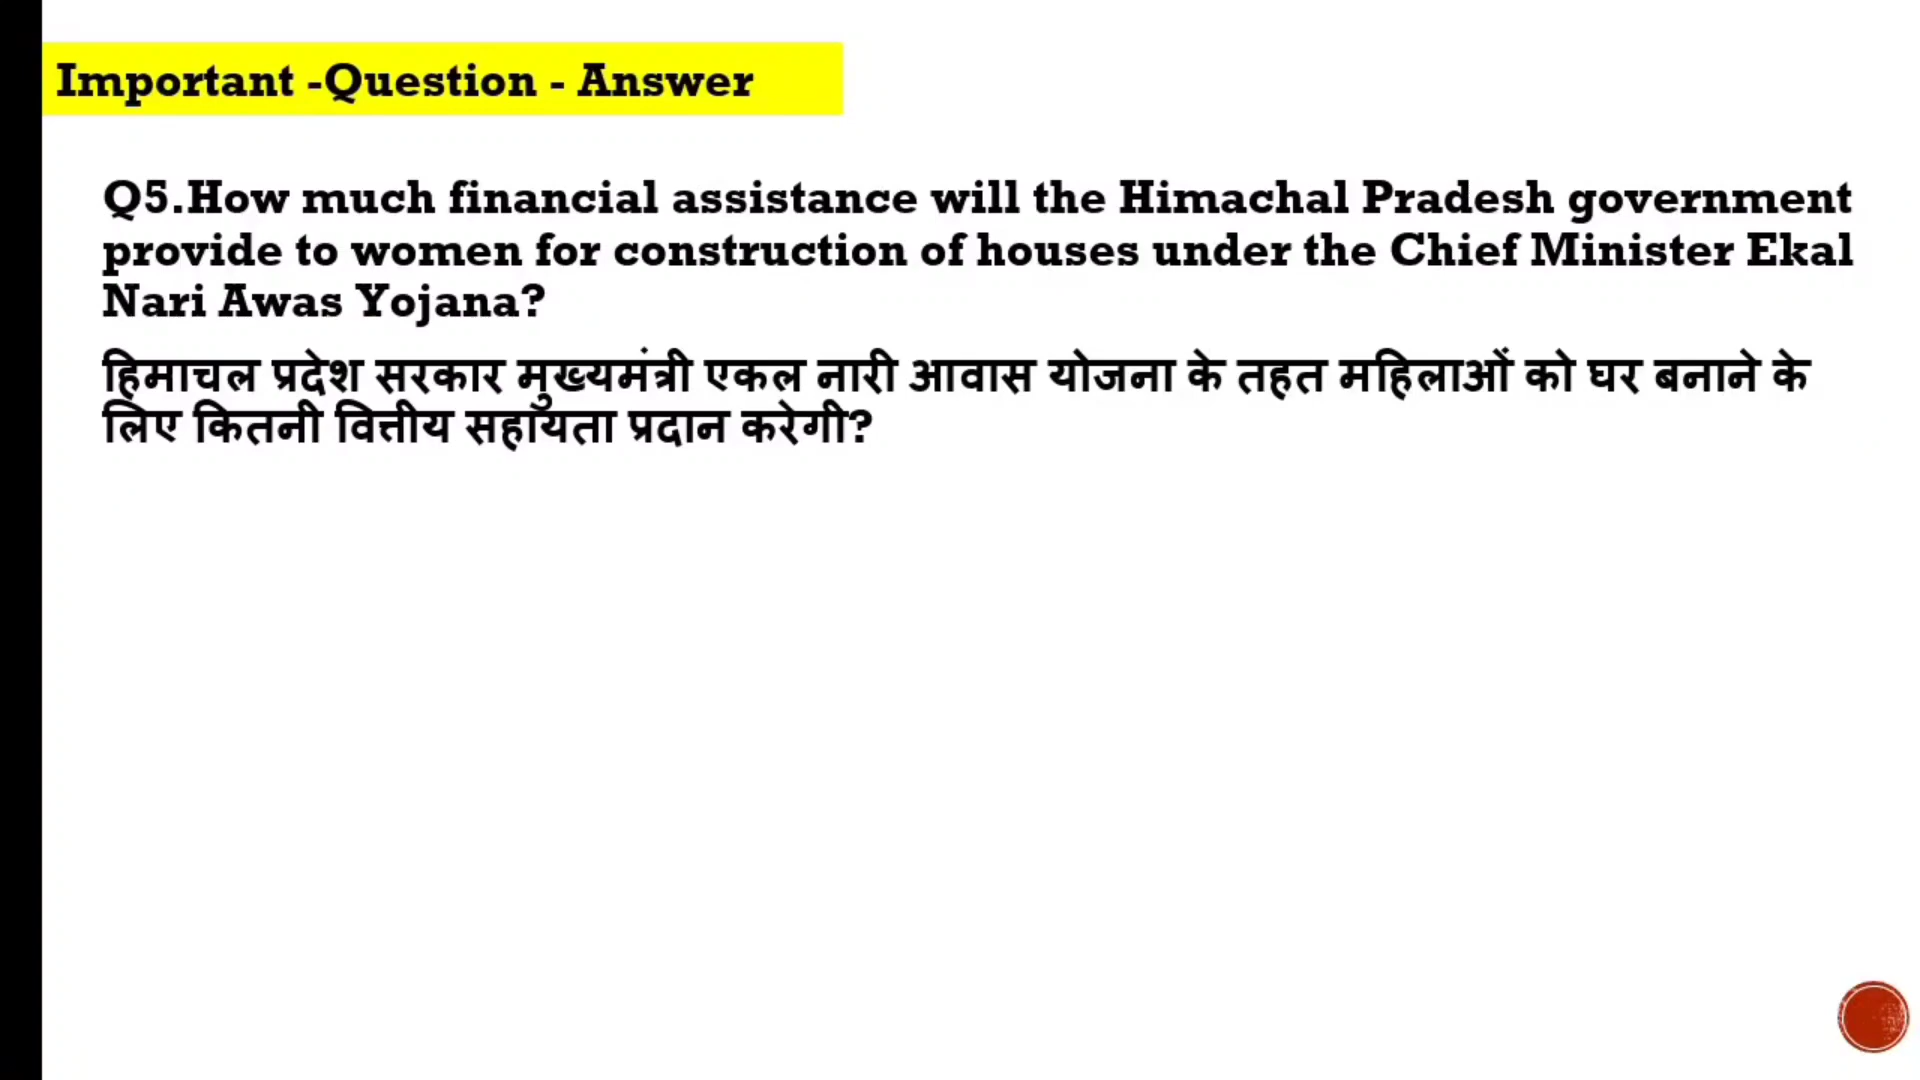 Important -Question - Answer
Q5.How much financial assistance will the Himachal Pradesh government
provide to women for construction of houses under the Chief Minister Ekal
Nari Awas Yojana?
हिमाचल प्रदेश सरकार मुख्यमंत्री एकल नारी आवास योजना के तहत महिलाओं को घर बनाने के
लिए कितनी वित्तीय सहायता प्रदान करेगी?